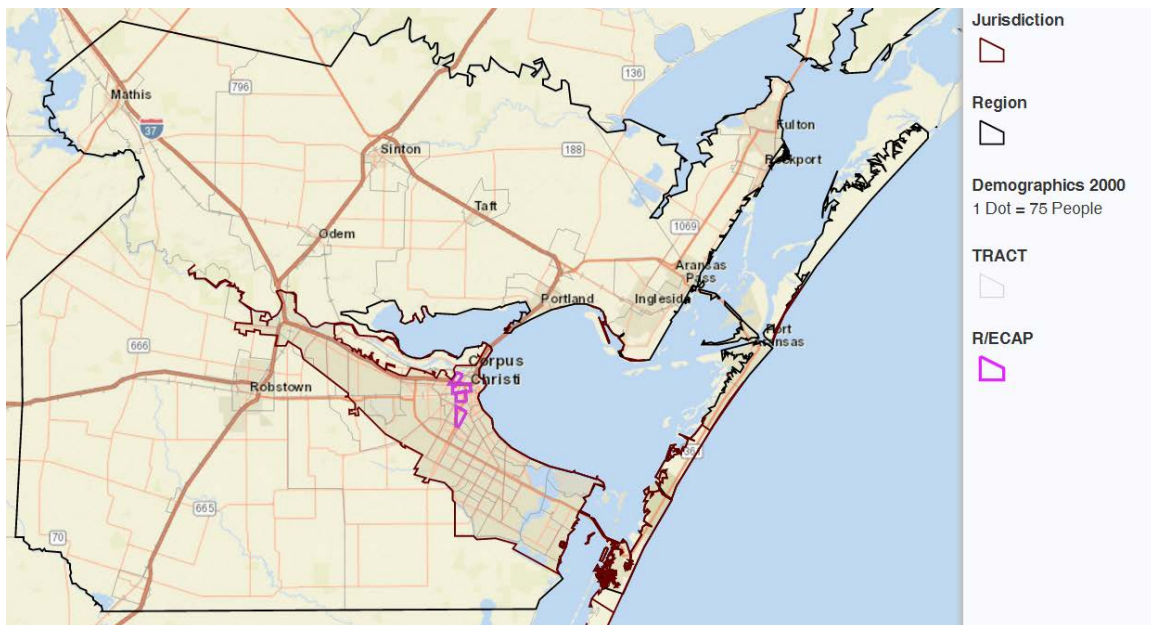 Mathis
796
136
37
Sinton
188
Fulton
Rockport
Taft
1069
Odem
Aransas
Pass
Portland
Ingleside
Port
Aransas
666
Corpus
Christi
Robstown
361
665
70
Jurisdiction
Region
Demographics 2000
1 Dot = 75 People
TRACT
R/ECAP